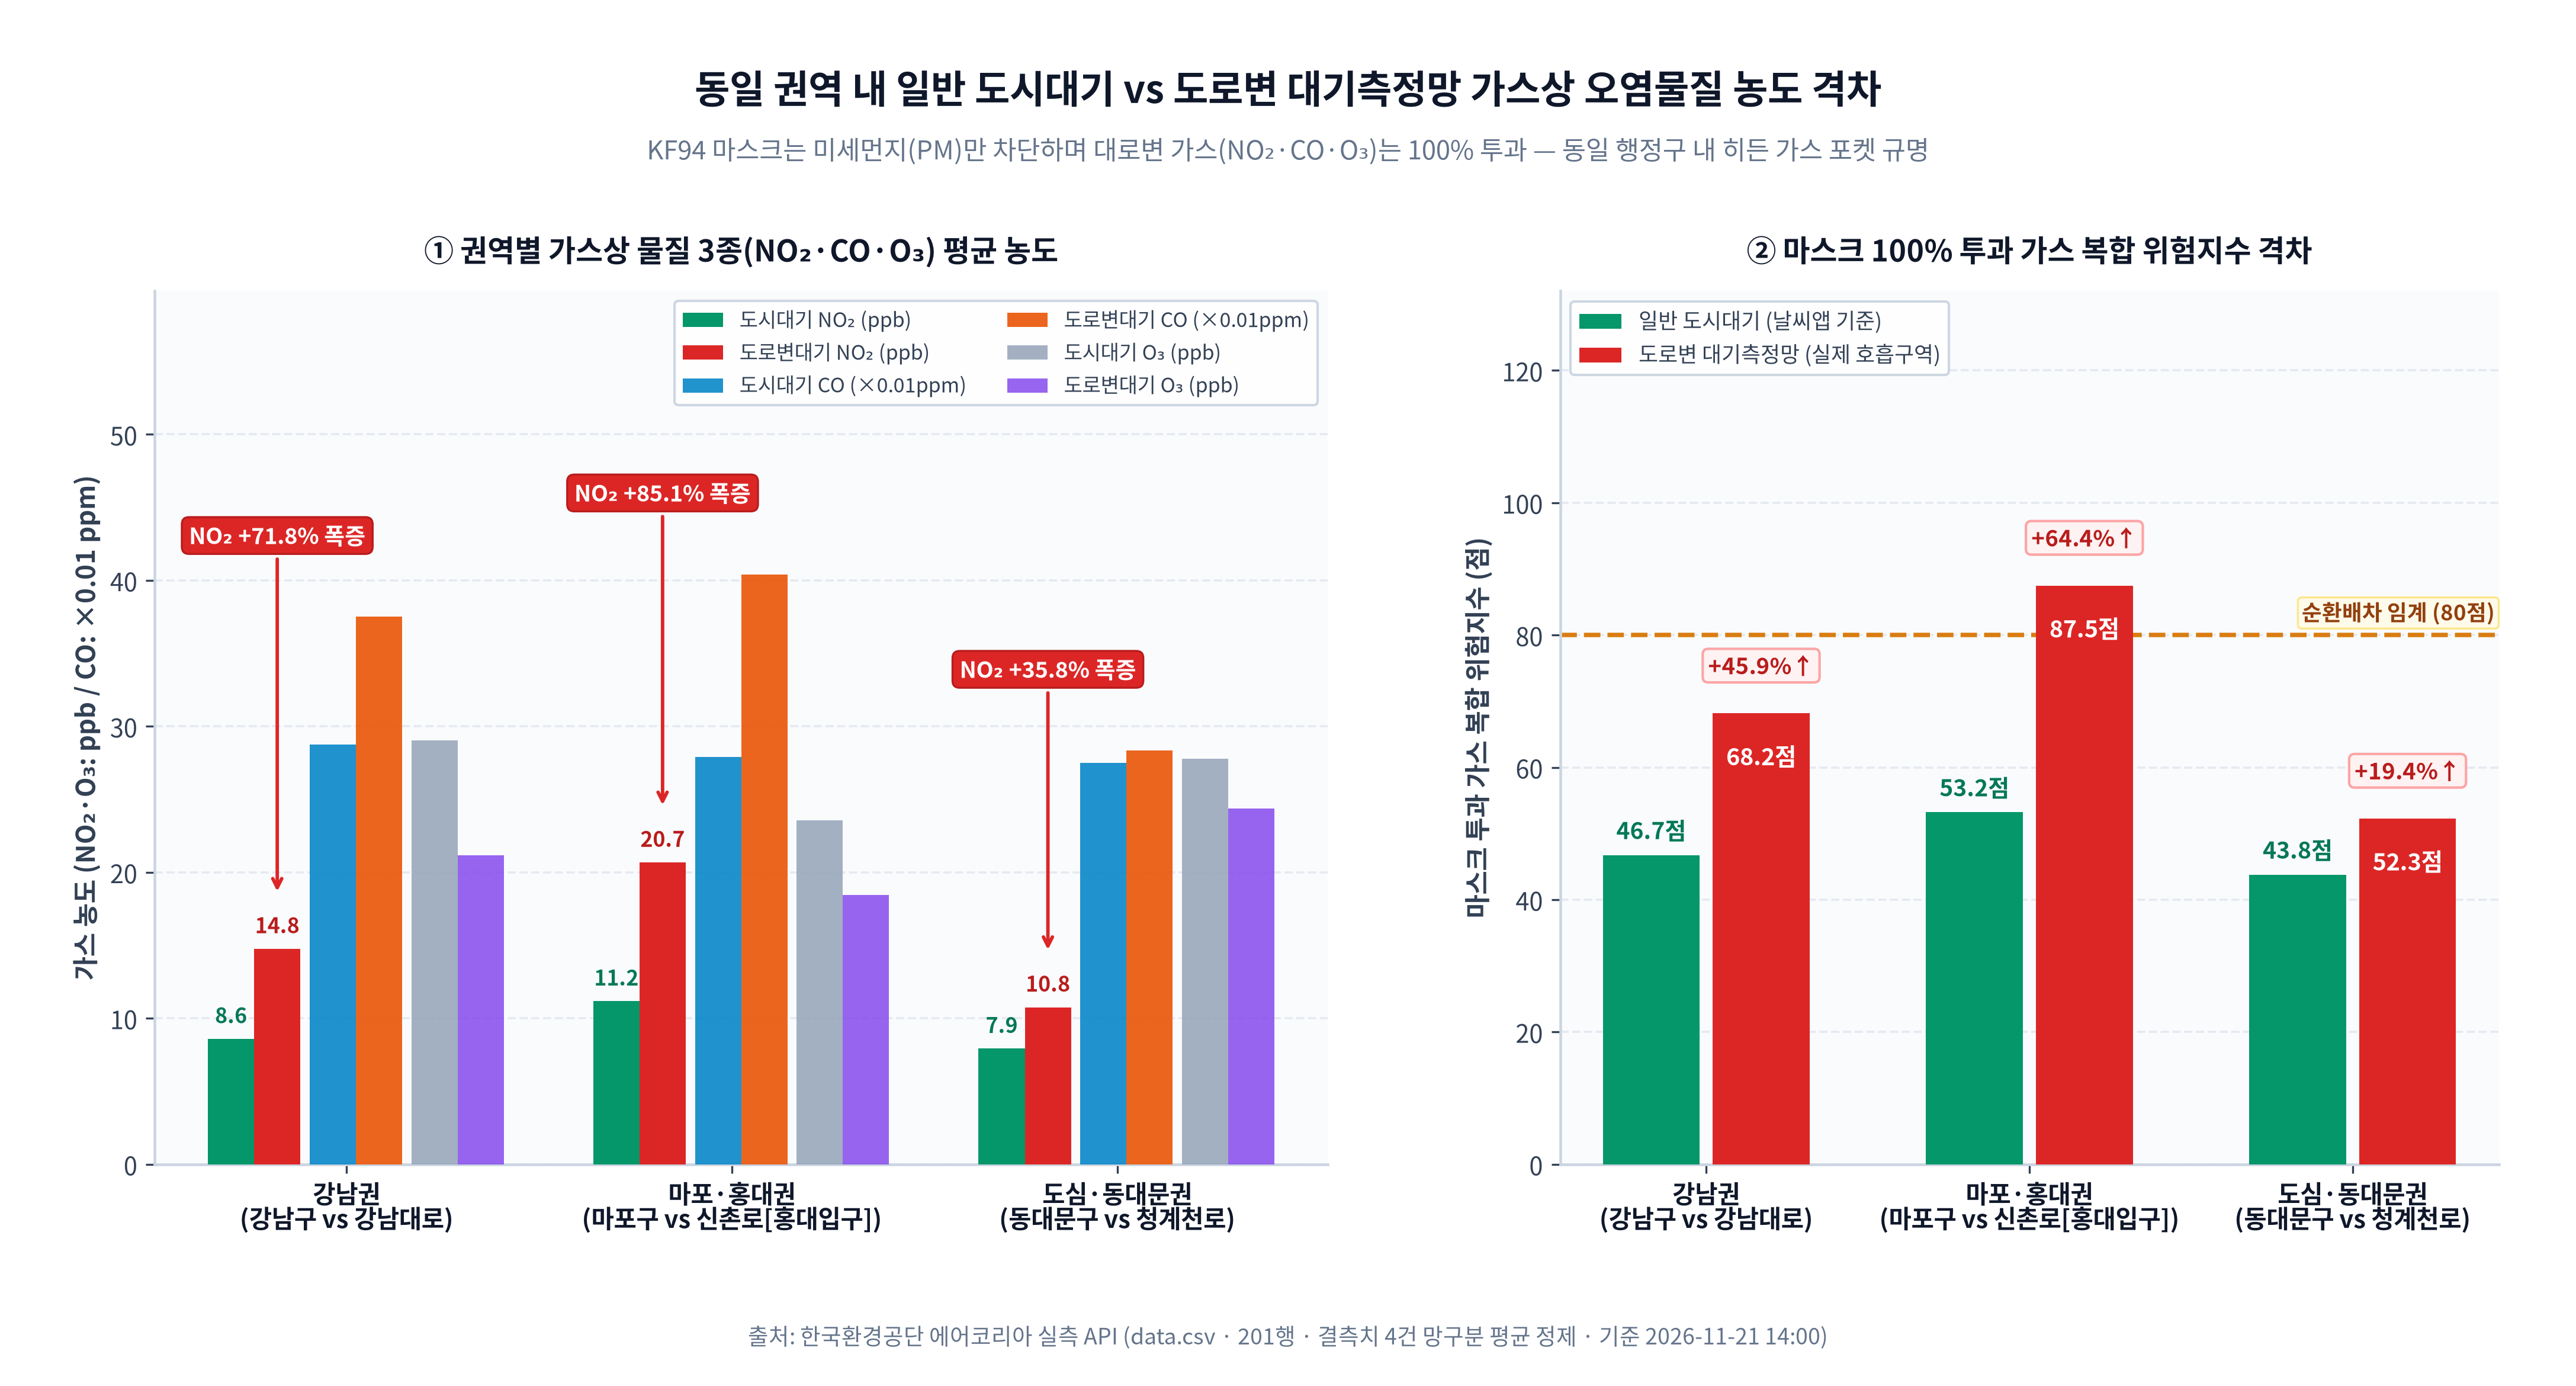 동일 권역 내 일반 도시대기 vs 도로변 대기측정망 가스상 오염물질 농도 격차
KF94 마스크는 미세먼지(PM)만 차단하며 대로변 가스(NO₂·CO·O₃)는 100% 투과 — 동일 행정구 내 히든 가스 포켓 규명
① 권역별 가스상 물질 3종(NO₂·CO·O₃) 평균 농도
도시대기 NO₂ (ppb)
도로변대기 NO₂ (ppb)
도시대기 CO (×0.01ppm)
도로변대기 CO (×0.01ppm)
도시대기 O₃ (ppb)
도로변대기 O₃ (ppb)
가스 농도 (NO₂·O₃: ppb / CO: ×0.01 ppm)
50
40
30
20
10
0
NO₂ +71.8% 폭증
NO₂ +85.1% 폭증
NO₂ +35.8% 폭증
8.6
14.8
11.2
20.7
7.9
10.8
강남권
(강남구 vs 강남대로)
마포·홍대권
(마포구 vs 신촌로[홍대입구])
도심·동대문권
(동대문구 vs 청계천로)
② 마스크 100% 투과 가스 복합 위험지수 격차
일반 도시대기 (날씨앱 기준)
도로변 대기측정망 (실제 호흡구역)
마스크 투과 가스 복합 위험지수 (점)
120
100
80
60
40
20
0
순환배차 임계 (80점)
+45.9%↑
+64.4%↑
+19.4%↑
46.7점
68.2점
53.2점
87.5점
43.8점
52.3점
강남권
(강남구 vs 강남대로)
마포·홍대권
(마포구 vs 신촌로[홍대입구])
도심·동대문권
(동대문구 vs 청계천로)
출처: 한국환경공단 에어코리아 실측 API (data.csv · 201행 · 결측치 4건 망구분 평균 정제 · 기준 2026-11-21 14:00)